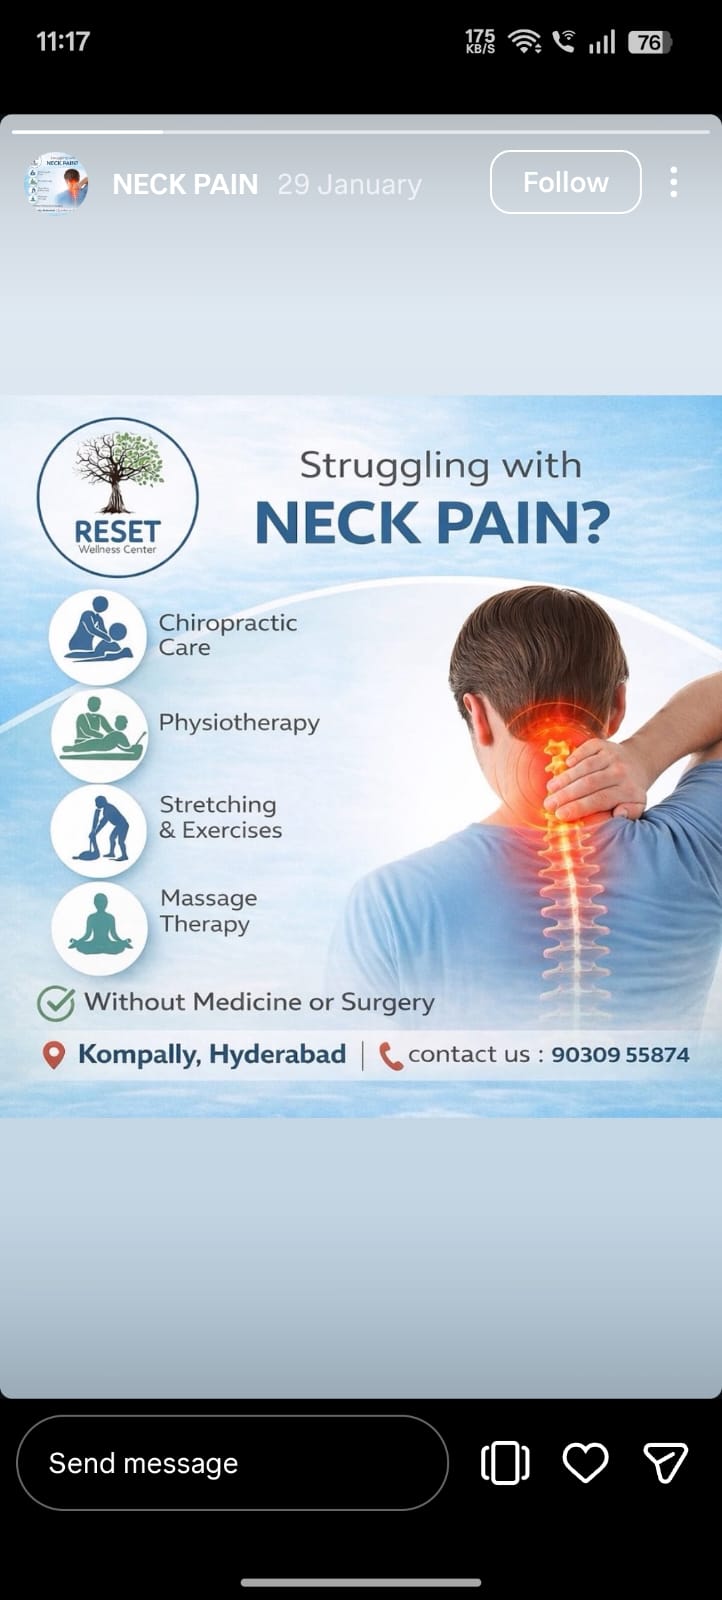 11:17
175
KB/S
76
NECK PAIN 29 January
Follow
RESET
Wellness Center
Struggling with
NECK PAIN?
Chiropractic
Care
Physiotherapy
Stretching
& Exercises
Massage
Therapy
Without Medicine or Surgery
Kompally, Hyderabad | contact us : 90309 55874
Send message